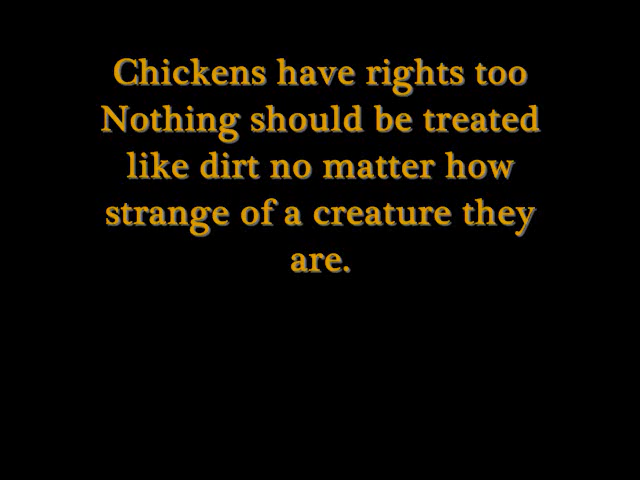 Chickens have rights too
Nothing should be treated
like dirt no matter how
strange of a creature they
are.